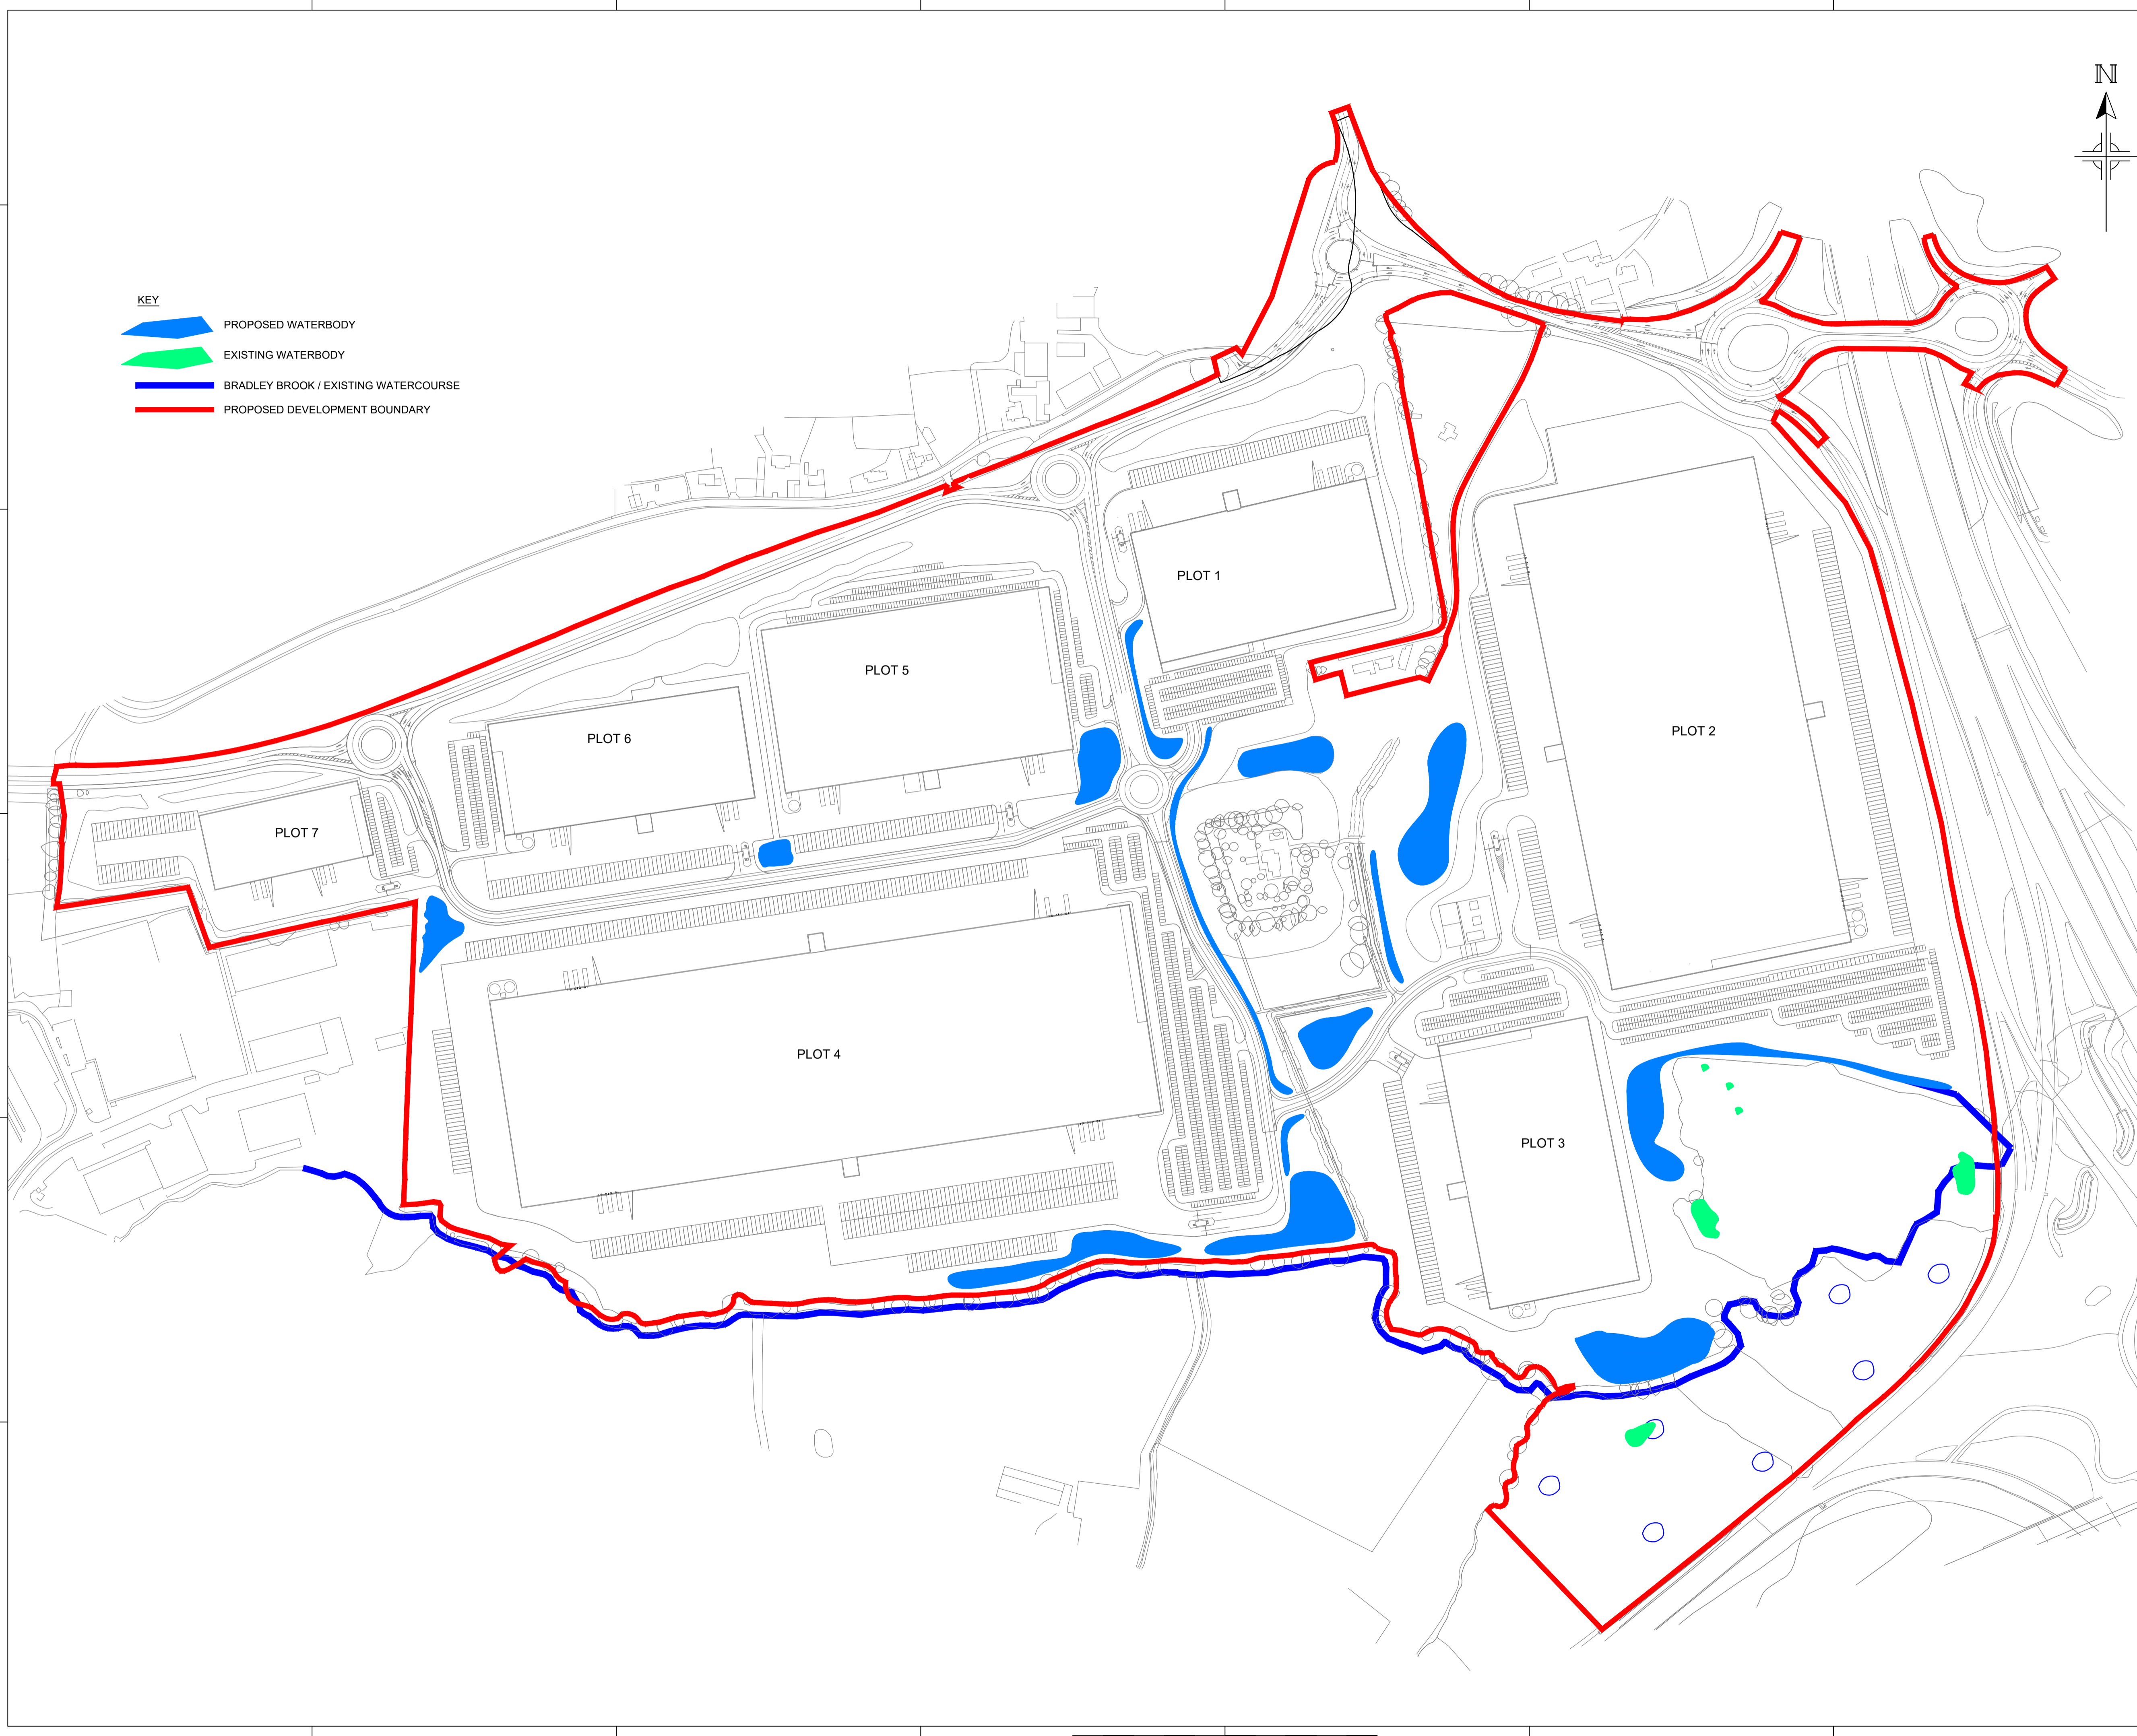 N
KEY
PROPOSED WATERBODY
EXISTING WATERBODY
BRADLEY BROOK / EXISTING WATERCOURSE
PROPOSED DEVELOPMENT BOUNDARY
PLOT 1
PLOT 5
PLOT 2
PLOT 6
PLOT 7
PLOT 4
PLOT 3